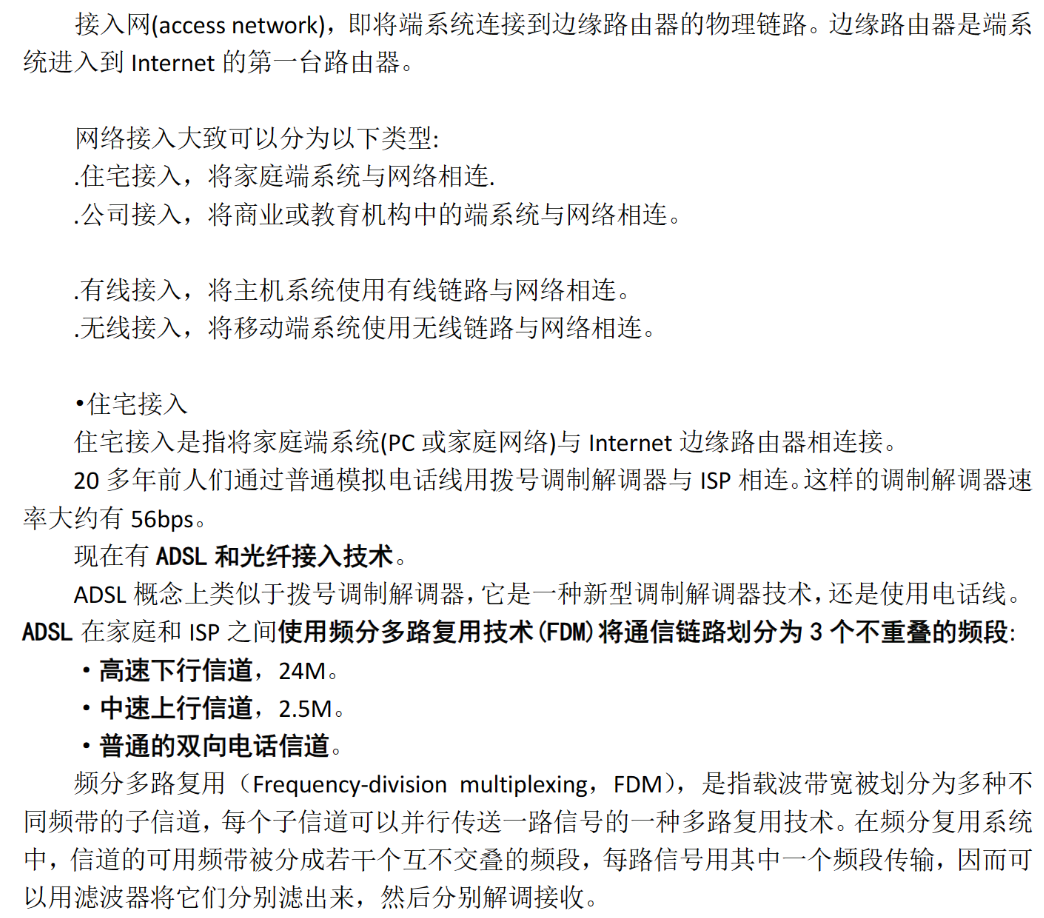 接入网(access network)，即将端系统连接到边缘路由器的物理链路。边缘路由器是端系
统进入到 Internet 的第一台路由器。
网络接入大致可以分为以下类型:
.住宅接入，将家庭端系统与网络相连.
.公司接入，将商业或教育机构中的端系统与网络相连。
.有线接入，将主机系统使用有线链路与网络相连。
.无线接入，将移动端系统使用无线链路与网络相连。
•住宅接入
住宅接入是指将家庭端系统(PC 或家庭网络)与 Internet 边缘路由器相连接。
20 多年前人们通过普通模拟电话线用拨号调制解调器与 ISP 相连。这样的调制解调器速
率大约有 56bps。
现在有 ADSL 和光纤接入技术。
ADSL 概念上类似于拨号调制解调器，它是一种新型调制解调器技术，还是使用电话线。
ADSL 在家庭和 ISP 之间使用频分多路复用技术(FDM)将通信链路划分为 3 个不重叠的频段:
·高速下行信道，24M。
·中速上行信道，2.5M。
·普通的双向电话信道。
频分多路复用（Frequency-division multiplexing，FDM），是指载波带宽被划分为多种不
同频带的子信道，每个子信道可以并行传送一路信号的一种多路复用技术。在频分复用系统
中，信道的可用频带被分成若干个互不交叠的频段，每路信号用其中一个频段传输，因而可
以用滤波器将它们分别滤出来，然后分别解调接收。